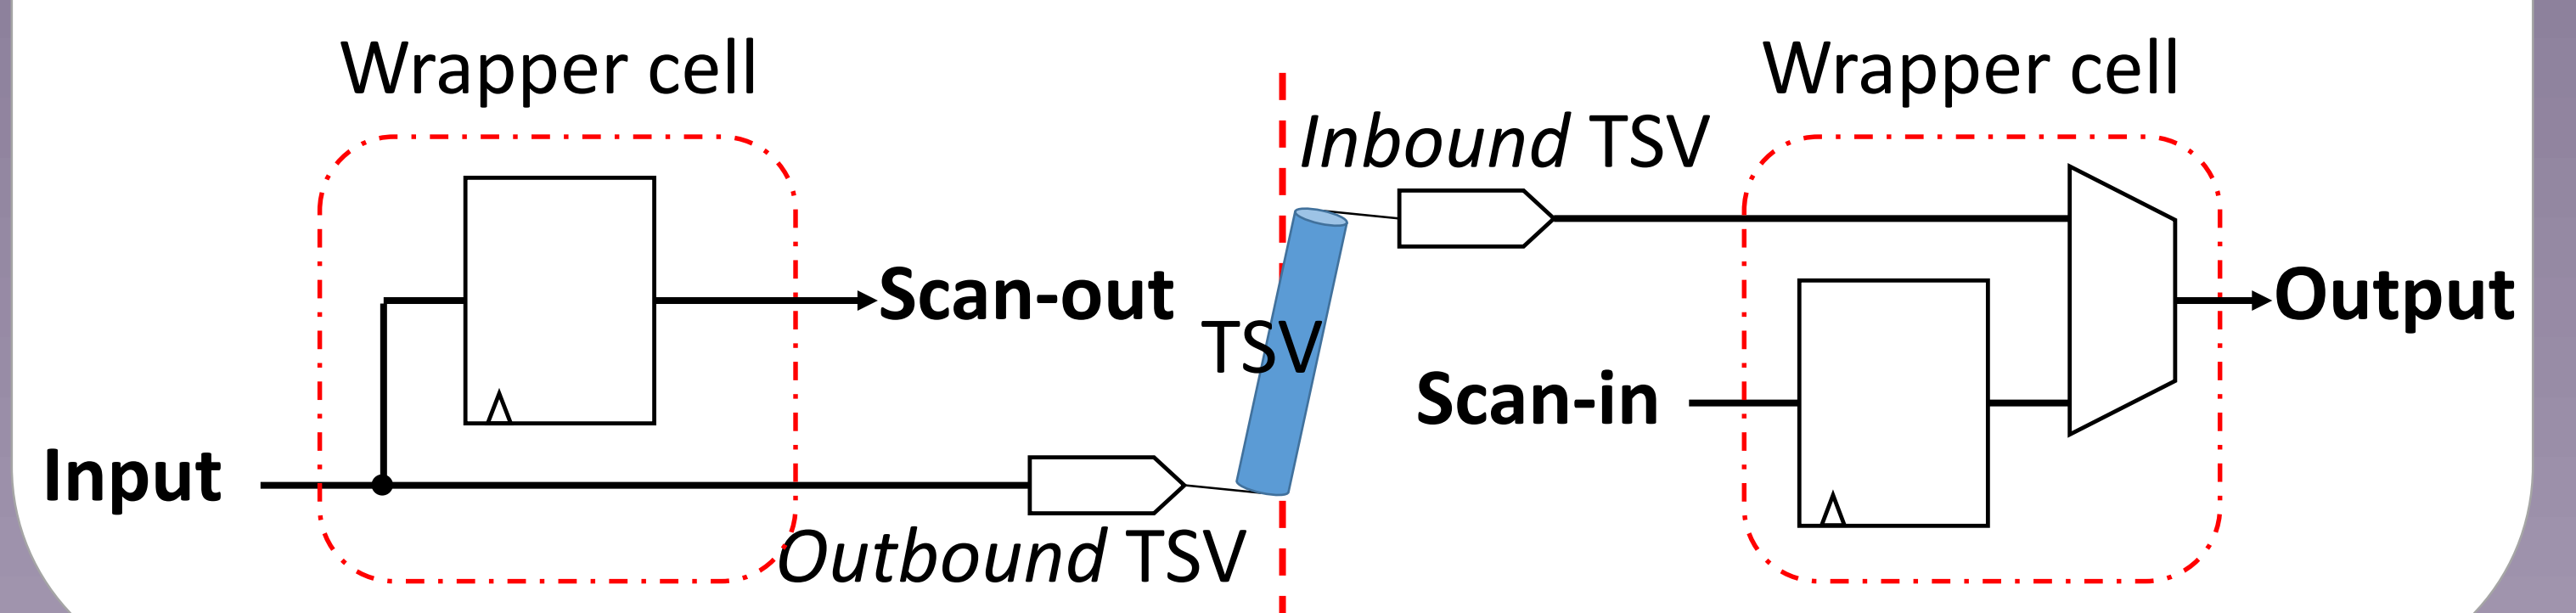 Wrapper cell
Wrapper cell
Inbound TSV
Scan-out
Output
TSV
Scan-in
Input
Outbound TSV